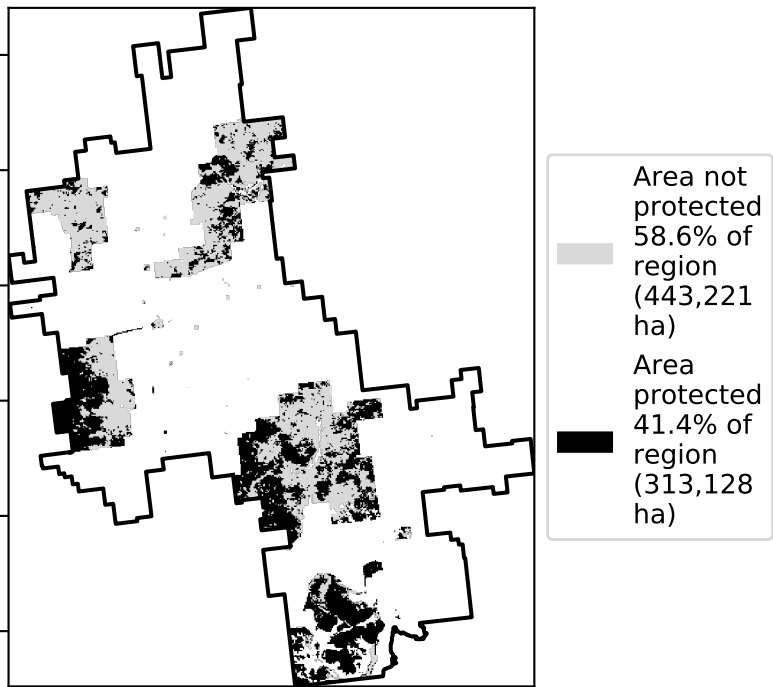 Area not
protected
58.6% of
region
(443,221
ha)
Area
protected
41.4% of
region
(313,128
ha)